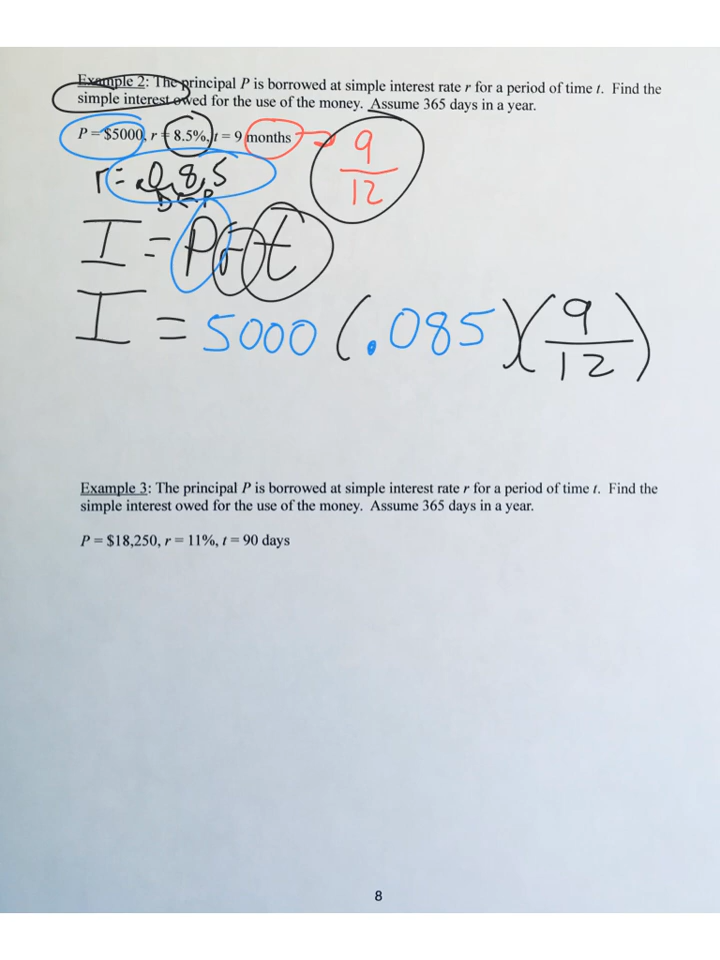 Example 2: The principal P is borrowed at simple interest rate r for a period of time t. Find the
simple interest owed for the use of the money. Assume 365 days in a year.
P = $5000, r = 8.5%, t = 9 months
9
12
r =
I = Prt
I = 5000 (.085)(9/12)
Example 3: The principal P is borrowed at simple interest rate r for a period of time t. Find the
simple interest owed for the use of the money. Assume 365 days in a year.
P = $18,250, r = 11%, t = 90 days
8